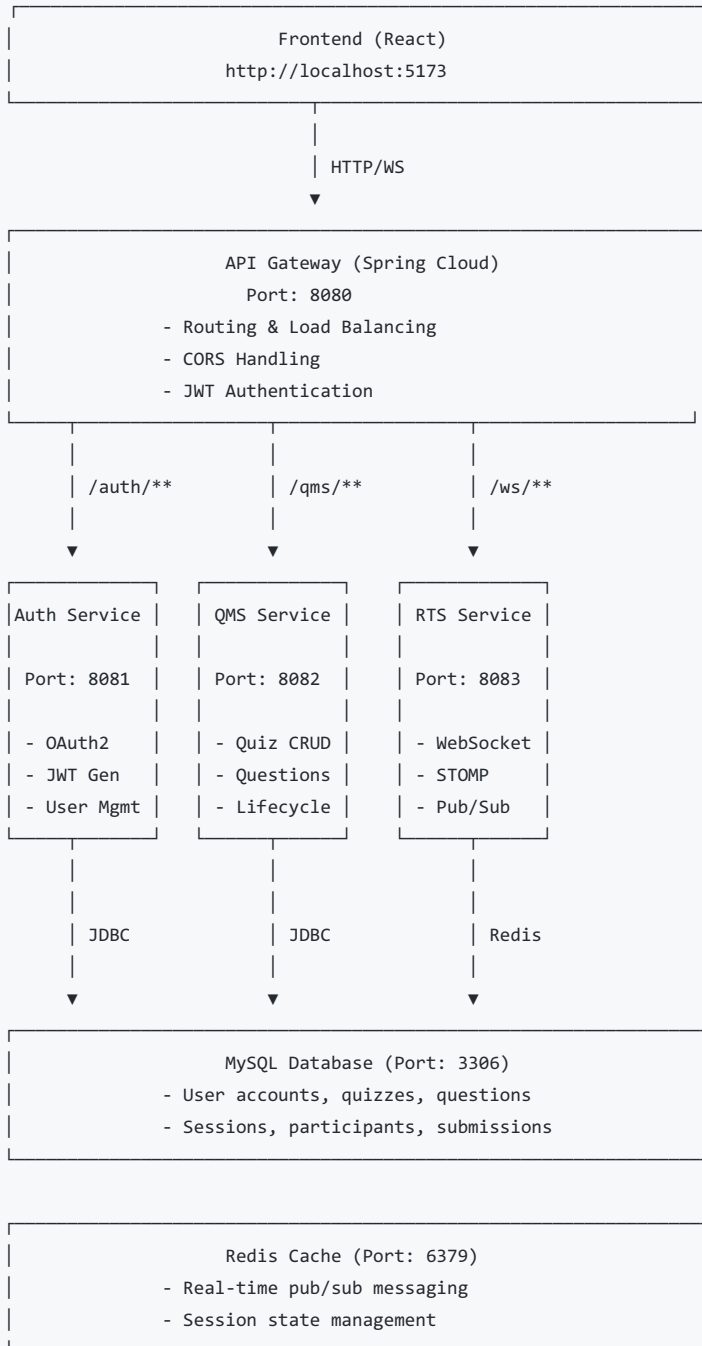 Frontend (React)
http://localhost:5173
HTTP/WS
API Gateway (Spring Cloud)
Port: 8080
- Routing & Load Balancing
- CORS Handling
- JWT Authentication
/auth/** /qms/** /ws/**
Auth Service QMS Service RTS Service
Port: 8081 Port: 8082 Port: 8083
- OAuth2 - Quiz CRUD - WebSocket
- JWT Gen - Questions - STOMP
- User Mgmt - Lifecycle - Pub/Sub
JDBC JDBC Redis
MySQL Database (Port: 3306)
- User accounts, quizzes, questions
- Sessions, participants, submissions
Redis Cache (Port: 6379)
- Real-time pub/sub messaging
- Session state management